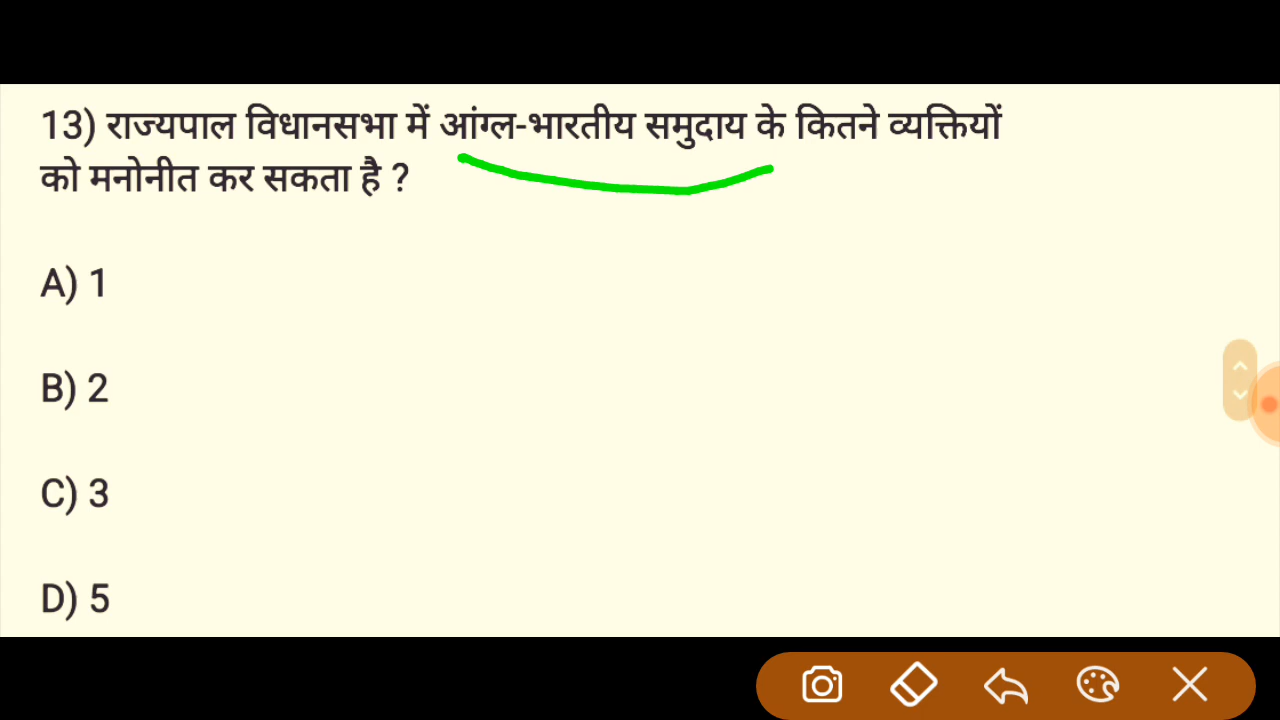 13) राज्यपाल विधानसभा में आंग्ल-भारतीय समुदाय के कितने व्यक्तियों
को मनोनीत कर सकता है ?
A) 1
B) 2
C) 3
D) 5